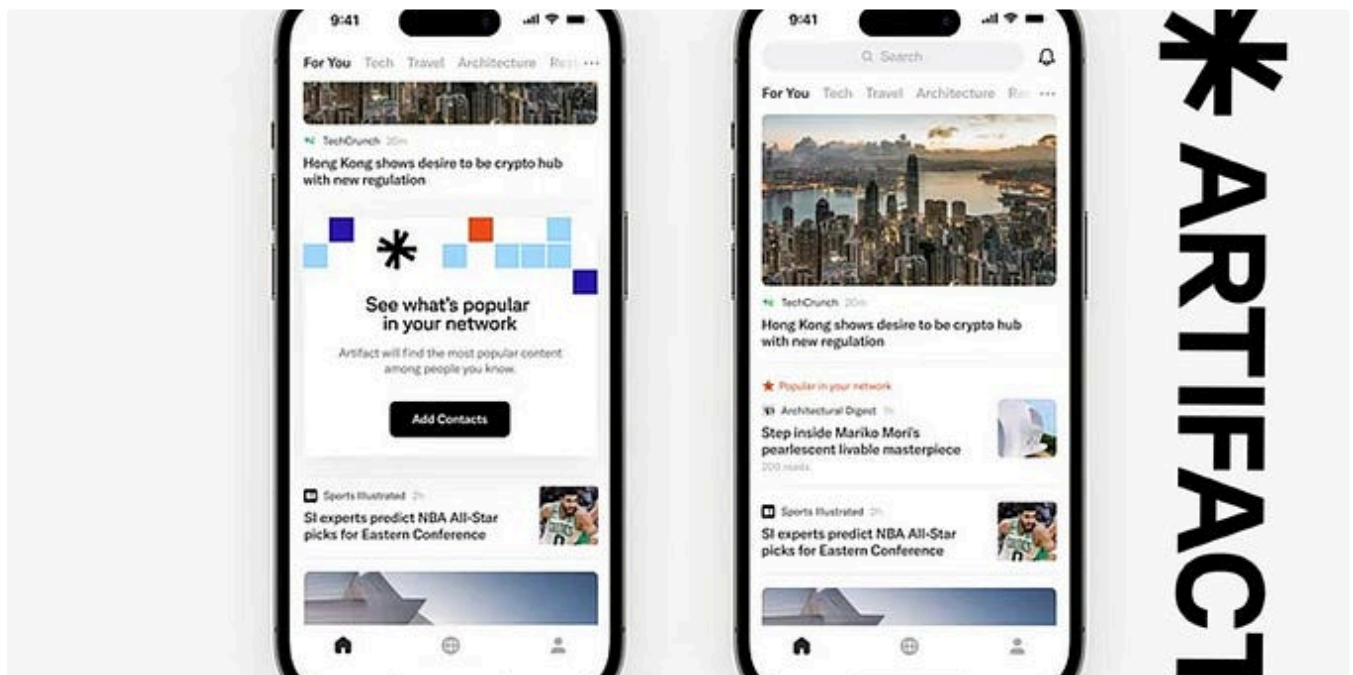 9:41
For You Tech Travel Architecture
TechCrunch 20m
Hong Kong shows desire to be crypto hub
with new regulation
See what's popular
in your network
Artifact will find the most popular content
among people you know.
Add Contacts
Sports Illustrated 2h
SI experts predict NBA All-Star
picks for Eastern Conference
9:41
Search
For You Tech Travel Architecture
TechCrunch 20m
Hong Kong shows desire to be crypto hub
with new regulation
Popular in your network
Architectural Digest 1h
Step inside Mariko Mori's
pearlescent livable masterpiece
200 reads
Sports Illustrated 2h
SI experts predict NBA All-Star
picks for Eastern Conference
ARTIFACT